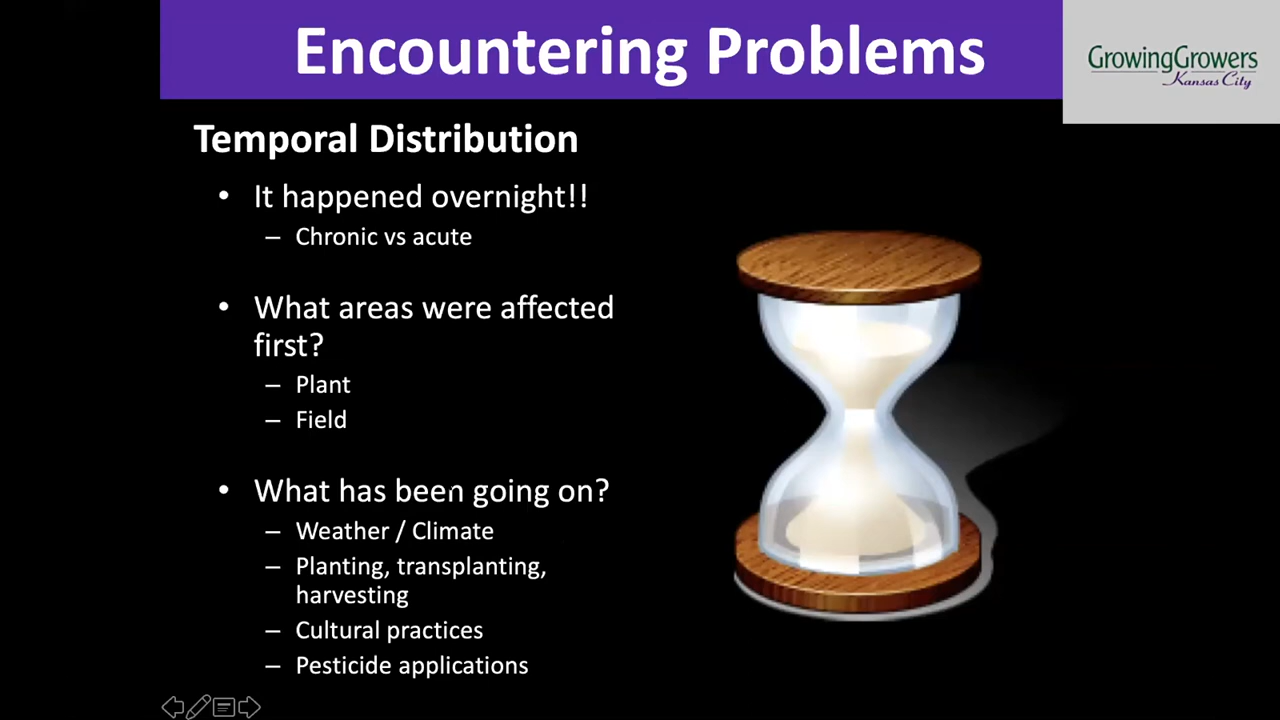 Encountering Problems
GrowingGrowers
Kansas City
Temporal Distribution
• It happened overnight!!
– Chronic vs acute
• What areas were affected
first?
– Plant
– Field
• What has been going on?
– Weather / Climate
– Planting, transplanting,
harvesting
– Cultural practices
– Pesticide applications